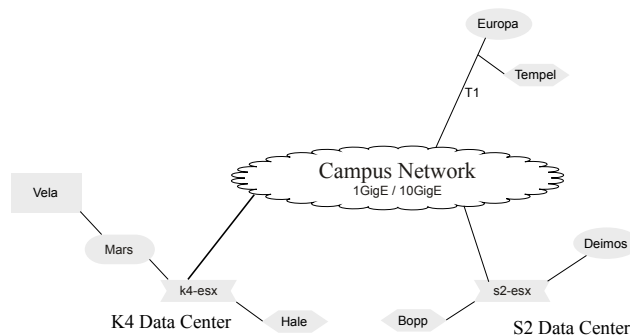 Europa
Tempel
T1
Campus Network
1GigE / 10GigE
Vela
Mars
Deimos
k4-esx
s2-esx
Hale
Bopp
K4 Data Center
S2 Data Center